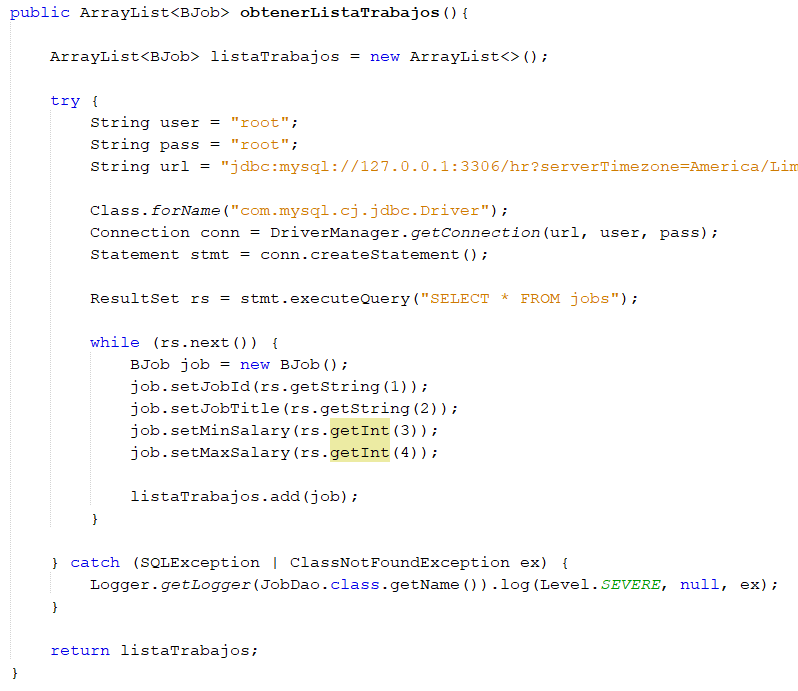 public ArrayList<BJob> obtenerListaTrabajos(){
ArrayList<BJob> listaTrabajos = new ArrayList<>();
try {
String user = "root";
String pass = "root";
String url = "jdbc:mysql://127.0.0.1:3306/hr?serverTimezone=America/Lim
Class.forName("com.mysql.cj.jdbc.Driver");
Connection conn = DriverManager.getConnection(url, user, pass);
Statement stmt = conn.createStatement();
ResultSet rs = stmt.executeQuery("SELECT * FROM jobs");
while (rs.next()) {
BJob job = new BJob();
job.setJobId(rs.getString(1));
job.setJobTitle(rs.getString(2));
job.setMinSalary(rs.getInt(3));
job.setMaxSalary(rs.getInt(4));
listaTrabajos.add(job);
}
} catch (SQLException | ClassNotFoundException ex) {
Logger.getLogger(JobDao.class.getName()).log(Level.SEVERE, null, ex);
}
return listaTrabajos;
}